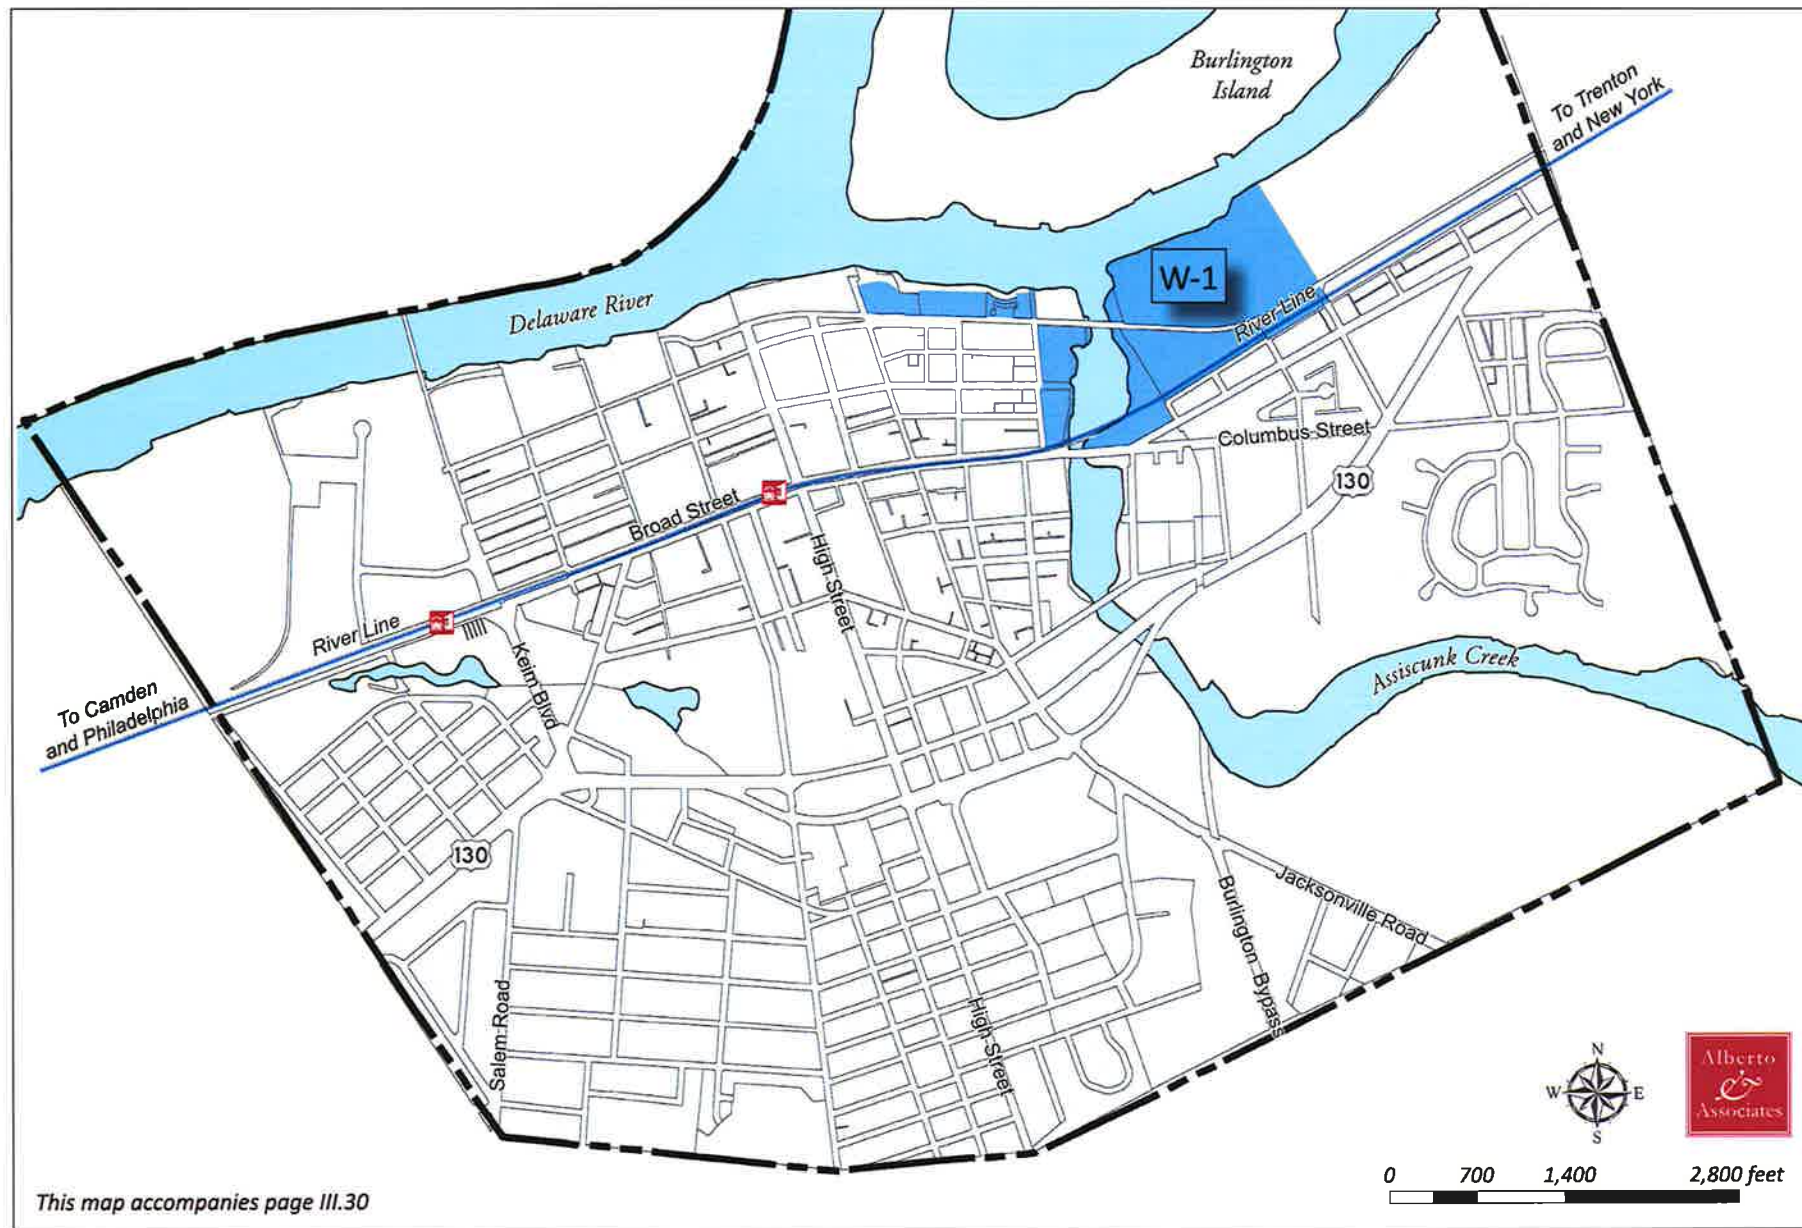 Burlington
Island
To Trenton
and New York
W-1
Delaware River
River Line
Columbus Street
130
Broad Street
High Street
River Line
Keim Blvd
Assiscunk Creek
To Camden
and Philadelphia
130
Jacksonville Road
Burlington Bypass
Salem Road
High Street
N
W
E
S
Alberto
&
Associates
0 700 1,400 2,800 feet
This map accompanies page III.30